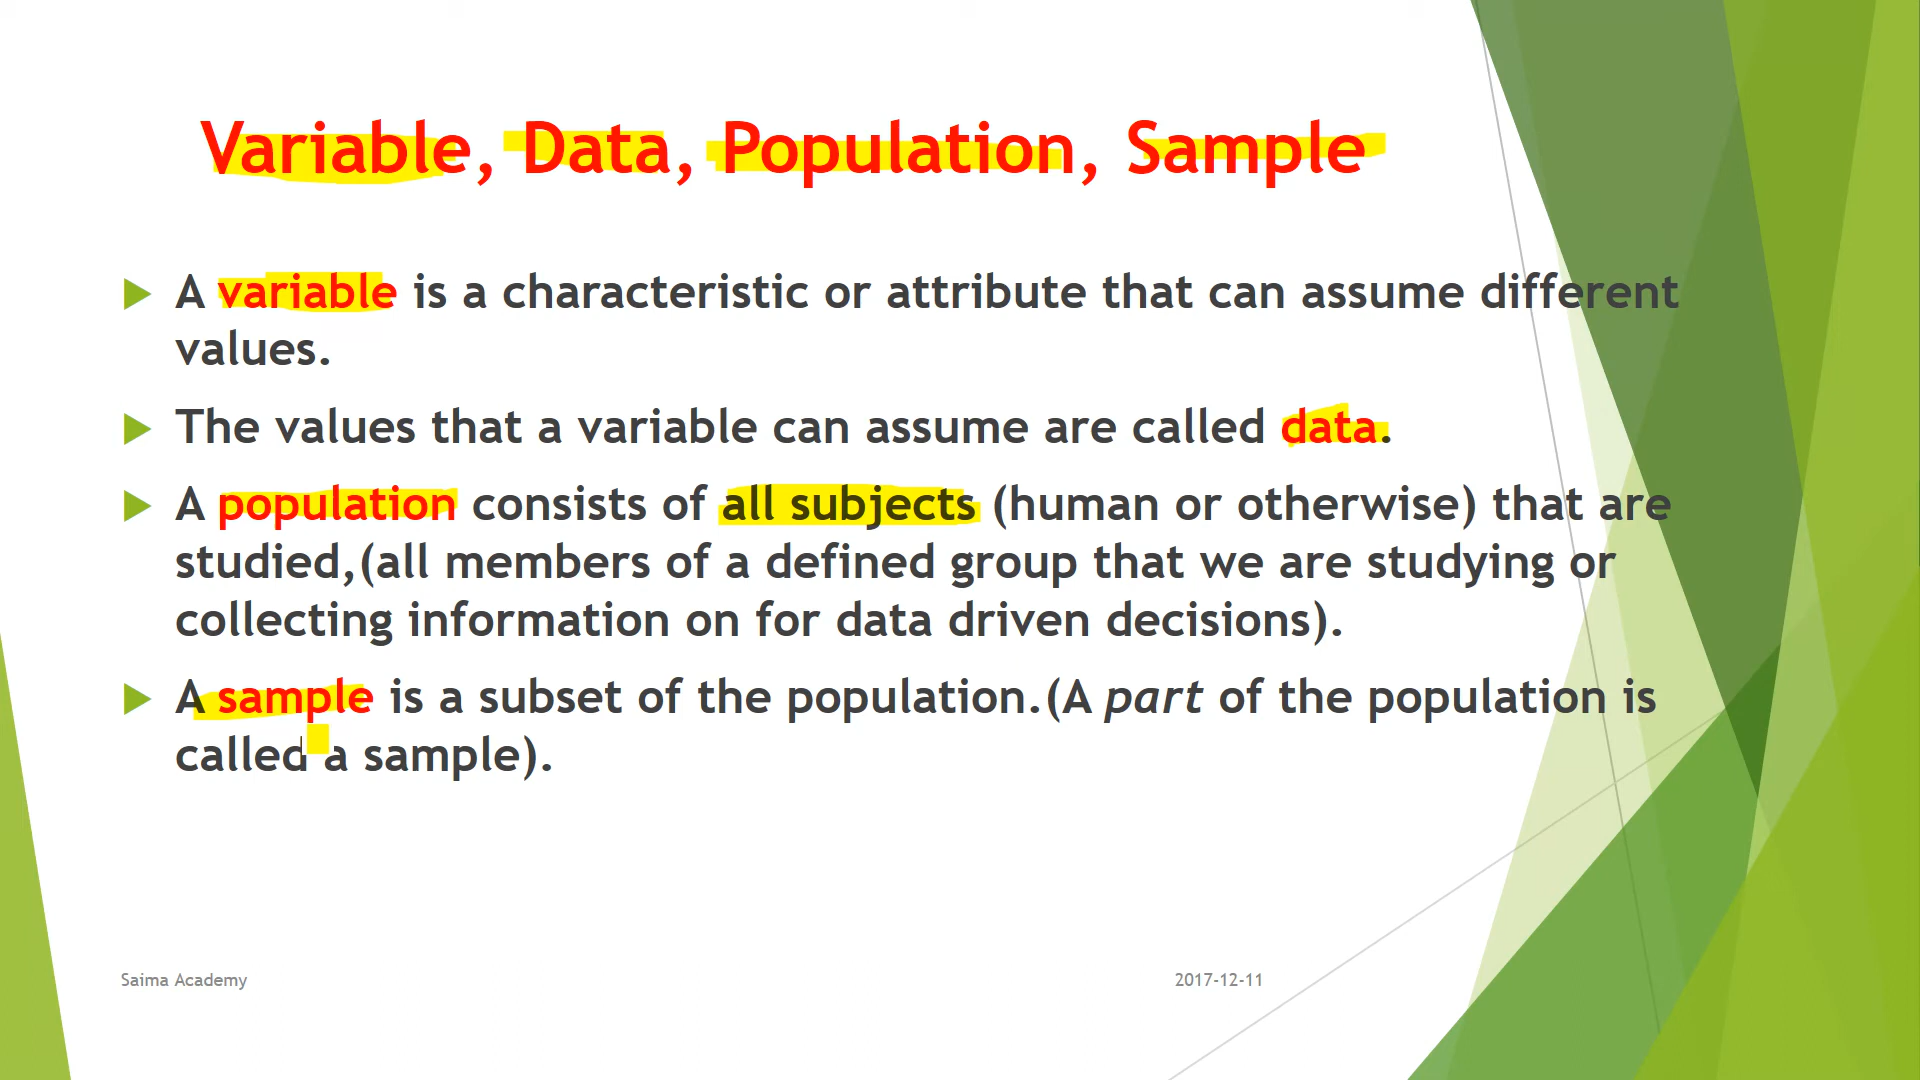 Variable, Data, Population, Sample
A variable is a characteristic or attribute that can assume different
values.
The values that a variable can assume are called data.
A population consists of all subjects (human or otherwise) that are
studied,(all members of a defined group that we are studying or
collecting information on for data driven decisions).
A sample is a subset of the population.(A part of the population is
called a sample).
Saima Academy
2017-12-11